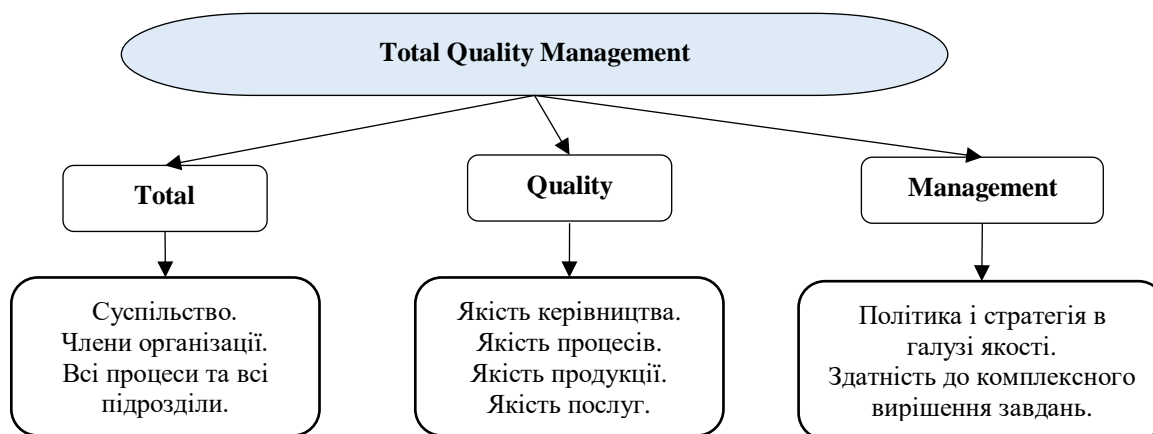 Total Quality Management
Total
Quality
Management
Суспільство.
Члени організації.
Всі процеси та всі
підрозділи.
Якість керівництва.
Якість процесів.
Якість продукції.
Якість послуг.
Політика і стратегія в
галузі якості.
Здатність до комплексного
вирішення завдань.